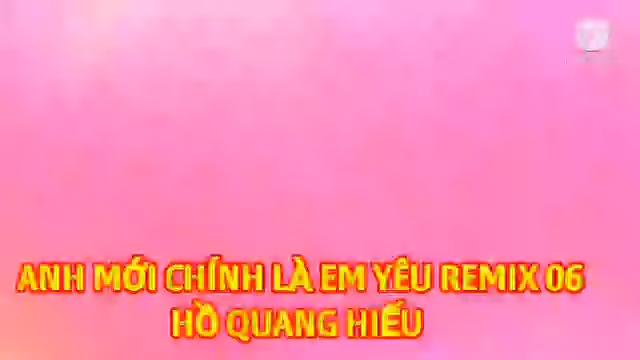 ANH MỚI CHÍNH LÀ EM YÊU REMIX 06
HỒ QUANG HIẾU